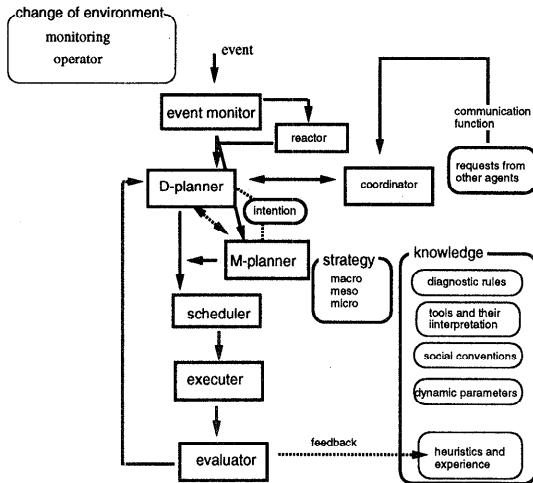 change of environment
monitoring
operator
event
event monitor
reactor
communication
function
requests from
other agents
D-planner
coordinator
intention
M-planner
strategy
macro
meso
micro
knowledge
diagnostic rules
tools and their
iinterpretation
social conventions
dynamic parameters
heuristics and
experience
scheduler
executer
evaluator
feedback